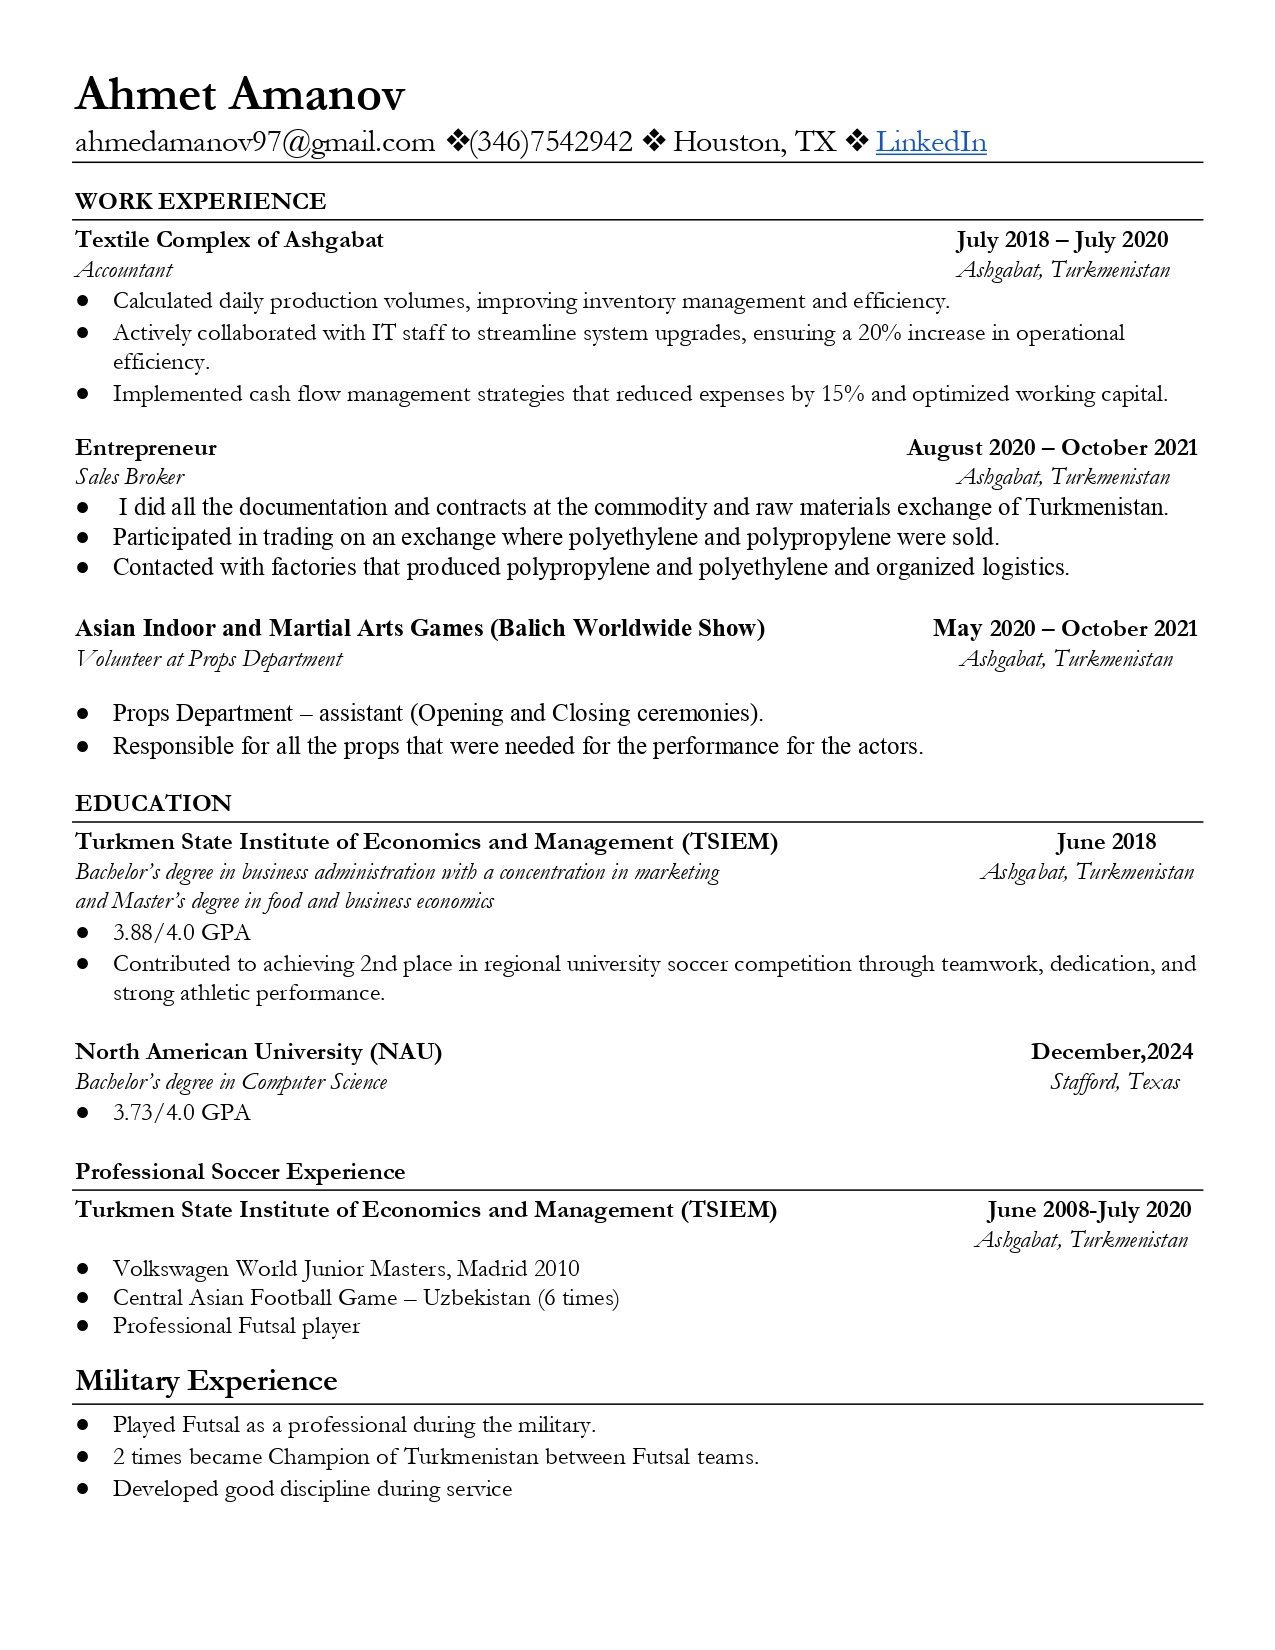 Ahmet Amanov
ahmedamanov97@gmail.com ❖(346)7542942 ❖ Houston, TX ❖ LinkedIn
WORK EXPERIENCE
Textile Complex of Ashgabat July 2018 – July 2020
Accountant Ashgabat, Turkmenistan
● Calculated daily production volumes, improving inventory management and efficiency.
● Actively collaborated with IT staff to streamline system upgrades, ensuring a 20% increase in operational
efficiency.
● Implemented cash flow management strategies that reduced expenses by 15% and optimized working capital.
Entrepreneur August 2020 – October 2021
Sales Broker Ashgabat, Turkmenistan
● I did all the documentation and contracts at the commodity and raw materials exchange of Turkmenistan.
● Participated in trading on an exchange where polyethylene and polypropylene were sold.
● Contacted with factories that produced polypropylene and polyethylene and organized logistics.
Asian Indoor and Martial Arts Games (Balich Worldwide Show) May 2020 – October 2021
Volunteer at Props Department Ashgabat, Turkmenistan
● Props Department – assistant (Opening and Closing ceremonies).
● Responsible for all the props that were needed for the performance for the actors.
EDUCATION
Turkmen State Institute of Economics and Management (TSIEM) June 2018
Bachelor's degree in business administration with a concentration in marketing Ashgabat, Turkmenistan
and Master's degree in food and business economics
● 3.88/4.0 GPA
● Contributed to achieving 2nd place in regional university soccer competition through teamwork, dedication, and
strong athletic performance.
North American University (NAU) December,2024
Bachelor's degree in Computer Science Stafford, Texas
● 3.73/4.0 GPA
Professional Soccer Experience
Turkmen State Institute of Economics and Management (TSIEM) June 2008-July 2020
Ashgabat, Turkmenistan
● Volkswagen World Junior Masters, Madrid 2010
● Central Asian Football Game – Uzbekistan (6 times)
● Professional Futsal player
Military Experience
● Played Futsal as a professional during the military.
● 2 times became Champion of Turkmenistan between Futsal teams.
● Developed good discipline during service